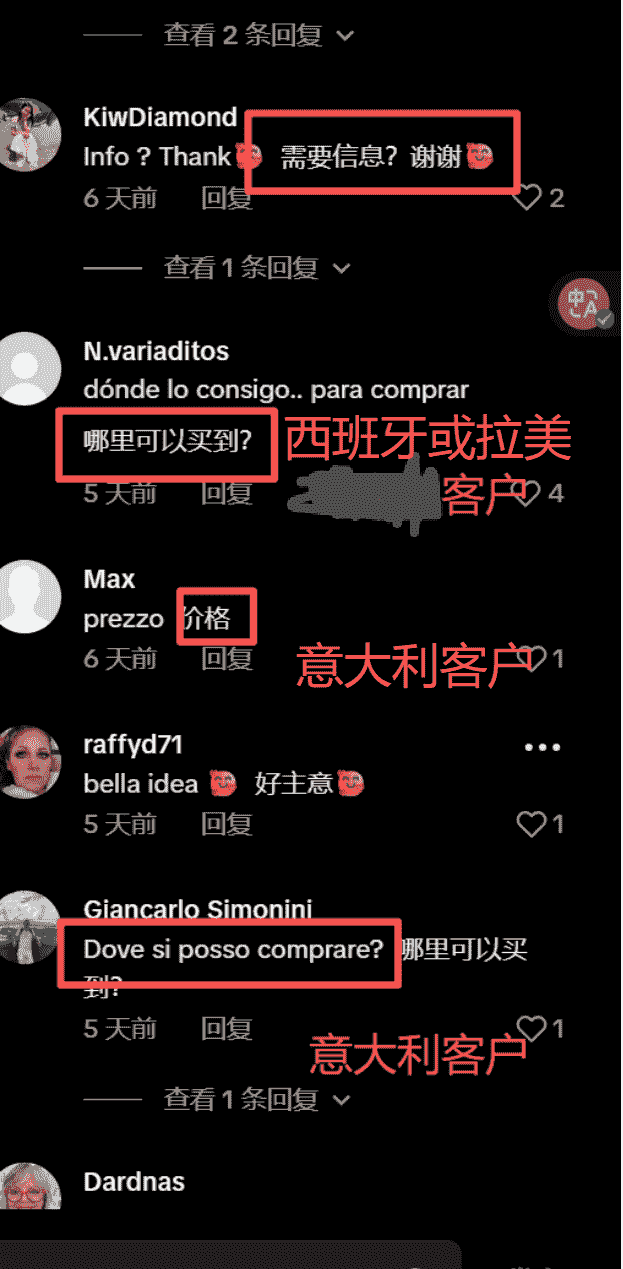 查看 2 条回复
KiwDiamond
Info ? Thank 需要信息？谢谢
6 天前 回复 2
查看 1 条回复
N.variaditos
dónde lo consigo.. para comprar
哪里可以买到? 西班牙或拉美
5 天前 回复 客户 4
Max
prezzo 价格
6 天前 回复 意大利客户 1
raffyd71
bella idea 好主意
5 天前 回复 1
Giancarlo Simonini
Dove si posso comprare? 哪里可以买
到?
5 天前 回复 1
意大利客户
查看 1 条回复
Dardnas